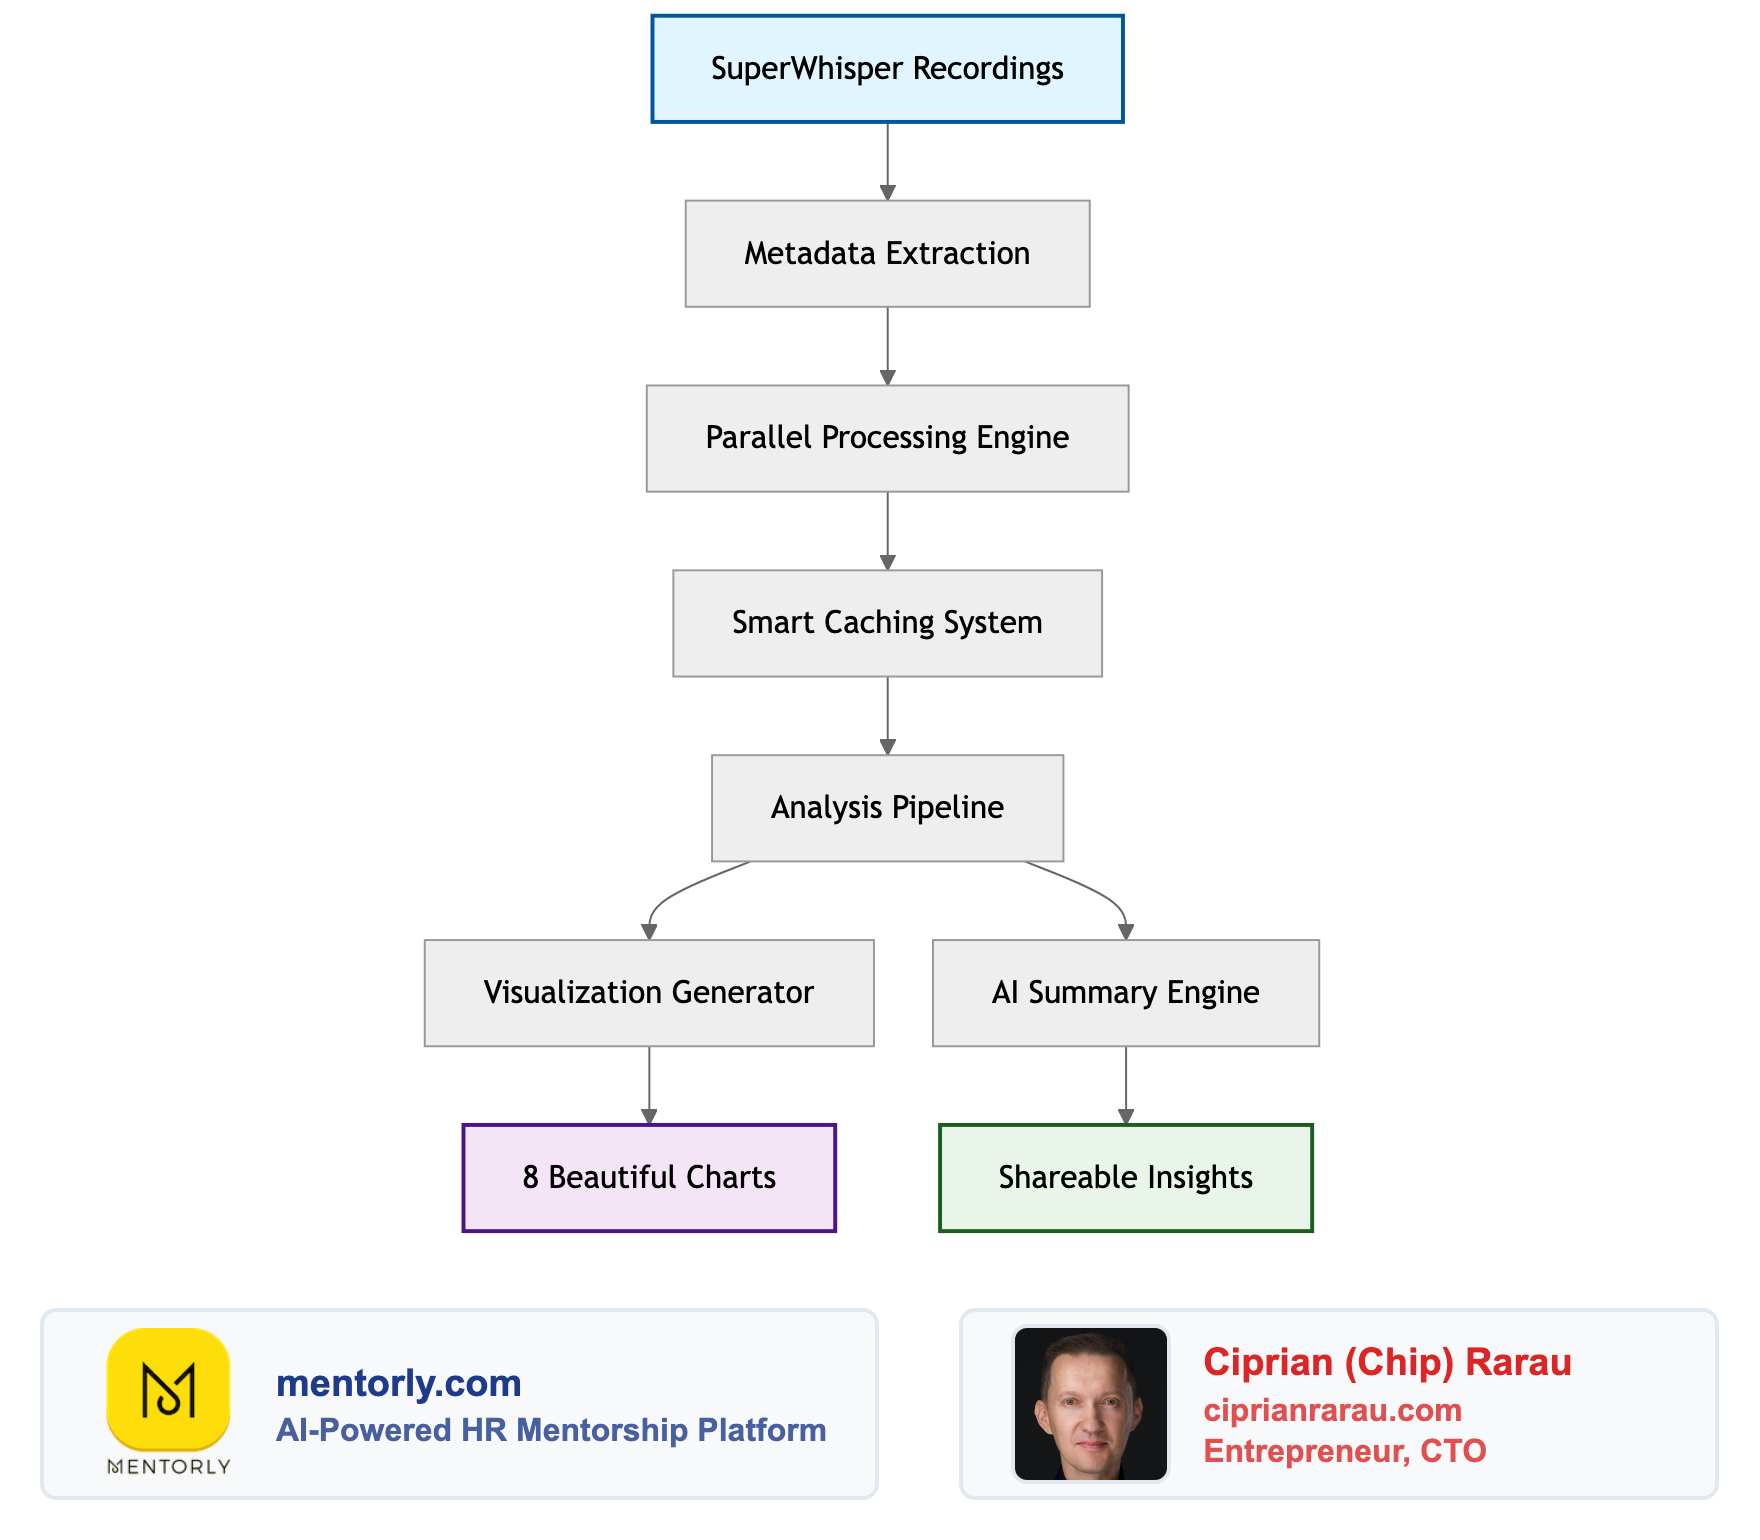 SuperWhisper Recordings
Metadata Extraction
Parallel Processing Engine
Smart Caching System
Analysis Pipeline
Visualization Generator
AI Summary Engine
8 Beautiful Charts
Shareable Insights
MENTORLY
mentorly.com
AI-Powered HR Mentorship Platform
Ciprian (Chip) Rarau
ciprianrarau.com
Entrepreneur, CTO